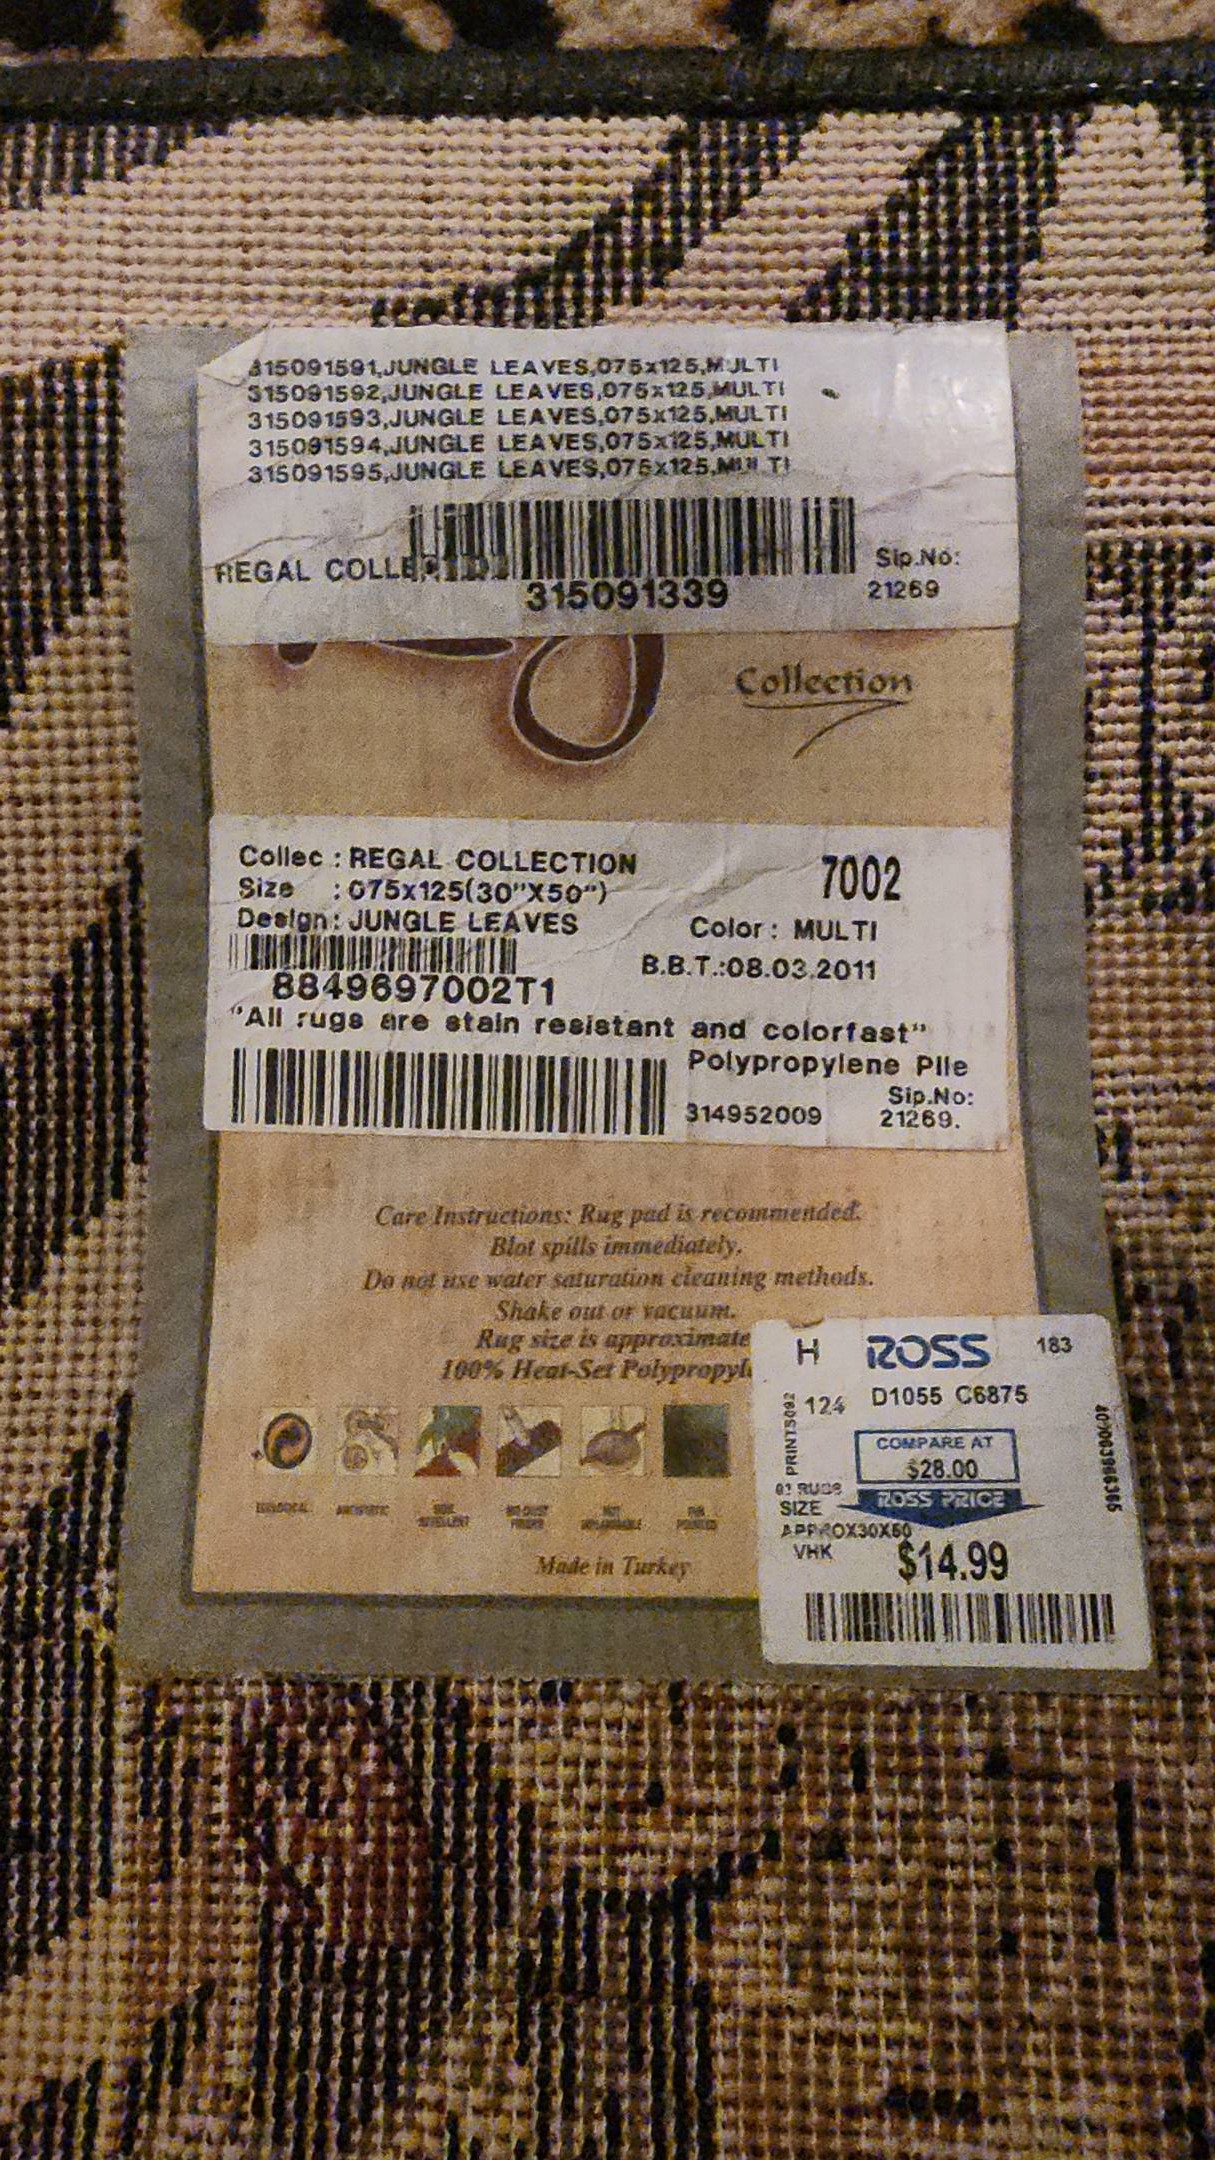 315091591,JUNGLE LEAVES,075x125,MULTI
315091592,JUNGLE LEAVES,075x125,MULTI
315091593,JUNGLE LEAVES,075x125,MULTI
315091594,JUNGLE LEAVES,075x125,MULTI
315091595,JUNGLE LEAVES,075x125,MULTI
REGAL COLLE
315091339
Sip.No:
21269
Collection
Collec : REGAL COLLECTION
7002
Size : 075x125(30"X50")
Design: JUNGLE LEAVES
Color: MULTI
B.B.T.:08.03.2011
8849697002T1
"All rugs are stain resistant and colorfast"
Polypropylene Pile
314952009
Sip.No:
21269.
Care Instructions: Rug pad is recommended.
Blot spills immediately.
Do not use water saturation cleaning methods.
Shake out or vacuum.
Rug size is approximate
100% Heat-Set Polypropyl
ECOLOGICAL
ANTISTATIC
Made in Turkey
H ROSS 183
124 D1055 C6875
COMPARE AT
$28.00
ROSS PRICE
SIZE
APPROX30X50
VHK
$14.99